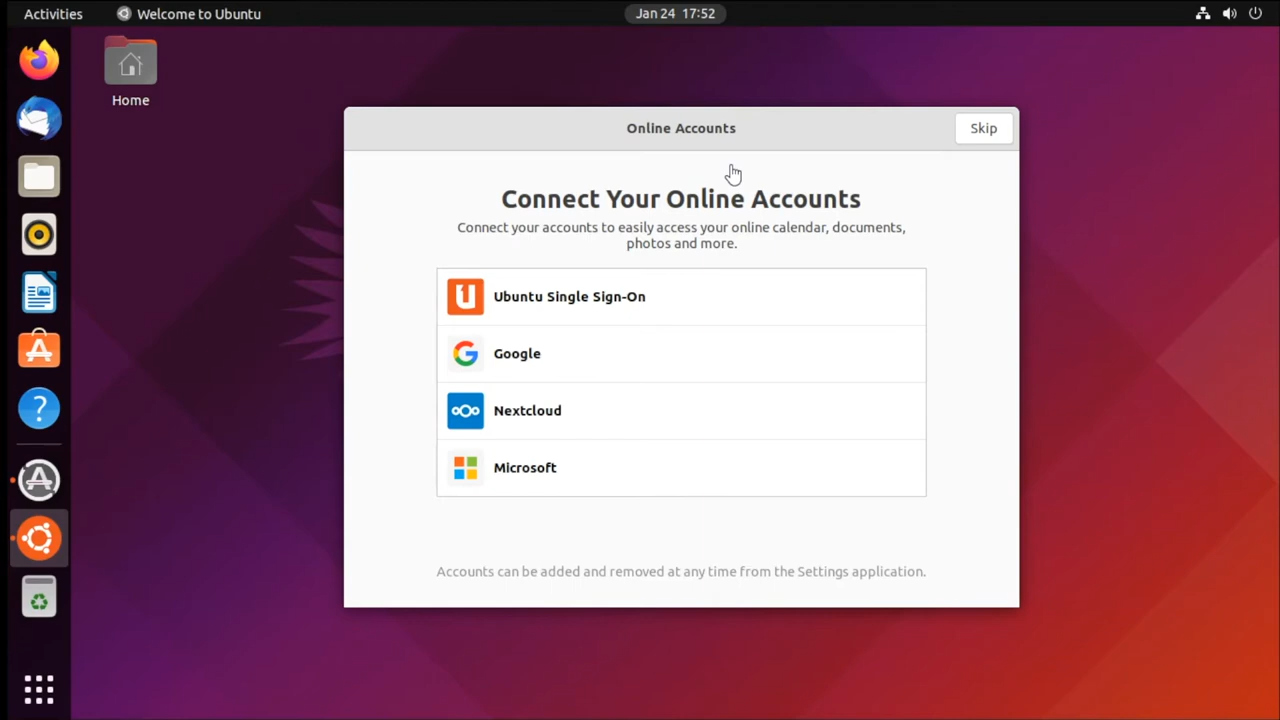 Activities
Welcome to Ubuntu
Jan 24 17:52
Home
Online Accounts
Skip
Connect Your Online Accounts
Connect your accounts to easily access your online calendar, documents,
photos and more.
Ubuntu Single Sign-On
Google
Nextcloud
Microsoft
Accounts can be added and removed at any time from the Settings application.